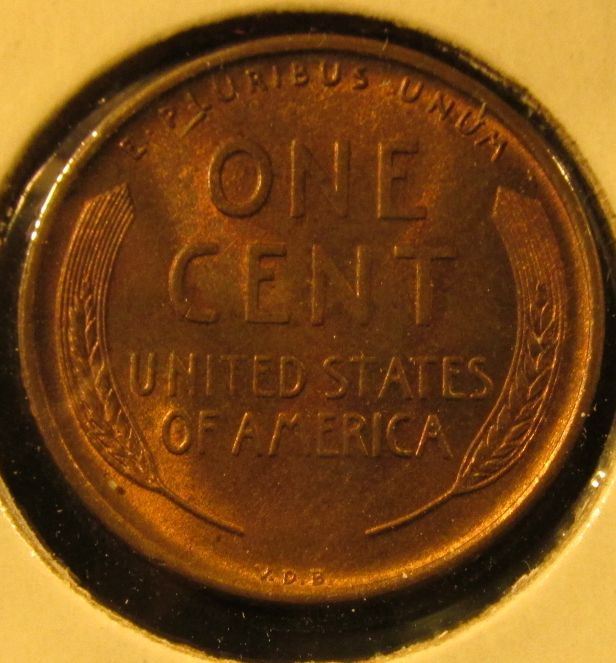 E · PLURIBUS · UNUM
ONE
CENT
UNITED STATES
OF AMERICA
V.D.B.